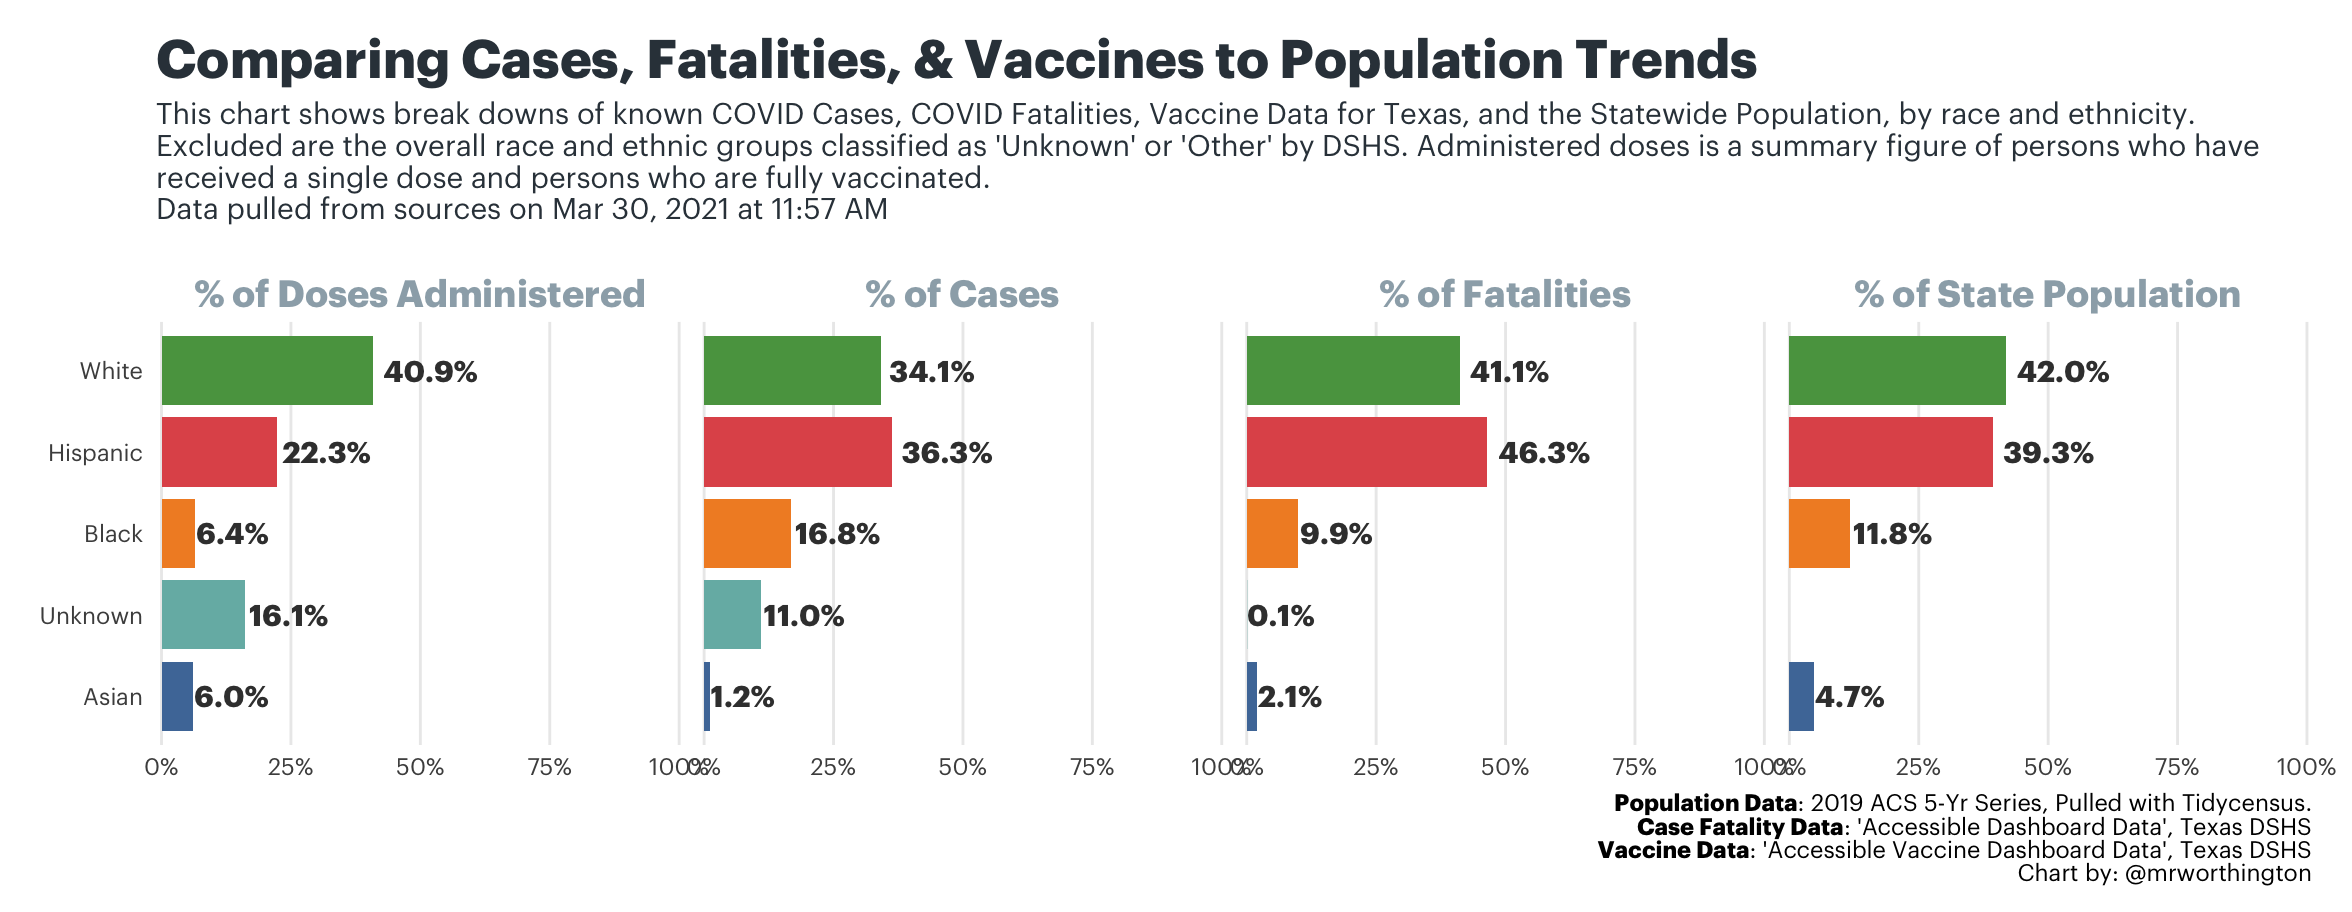 Comparing Cases, Fatalities, & Vaccines to Population Trends
This chart shows break downs of known COVID Cases, COVID Fatalities, Vaccine Data for Texas, and the Statewide Population, by race and ethnicity.
Excluded are the overall race and ethnic groups classified as 'Unknown' or 'Other' by DSHS. Administered doses is a summary figure of persons who have
received a single dose and persons who are fully vaccinated.
Data pulled from sources on Mar 30, 2021 at 11:57 AM
% of Doses Administered % of Cases % of Fatalities % of State Population
White 40.9% 34.1% 41.1% 42.0%
Hispanic 22.3% 36.3% 46.3% 39.3%
Black 6.4% 16.8% 9.9% 11.8%
Unknown 16.1% 11.0% 0.1%
Asian 6.0% 1.2% 2.1% 4.7%
0% 25% 50% 75% 100% 0% 25% 50% 75% 100% 0% 25% 50% 75% 100% 0% 25% 50% 75% 100%
Population Data: 2019 ACS 5-Yr Series, Pulled with Tidycensus.
Case Fatality Data: 'Accessible Dashboard Data', Texas DSHS
Vaccine Data: 'Accessible Vaccine Dashboard Data', Texas DSHS
Chart by: @mrworthington